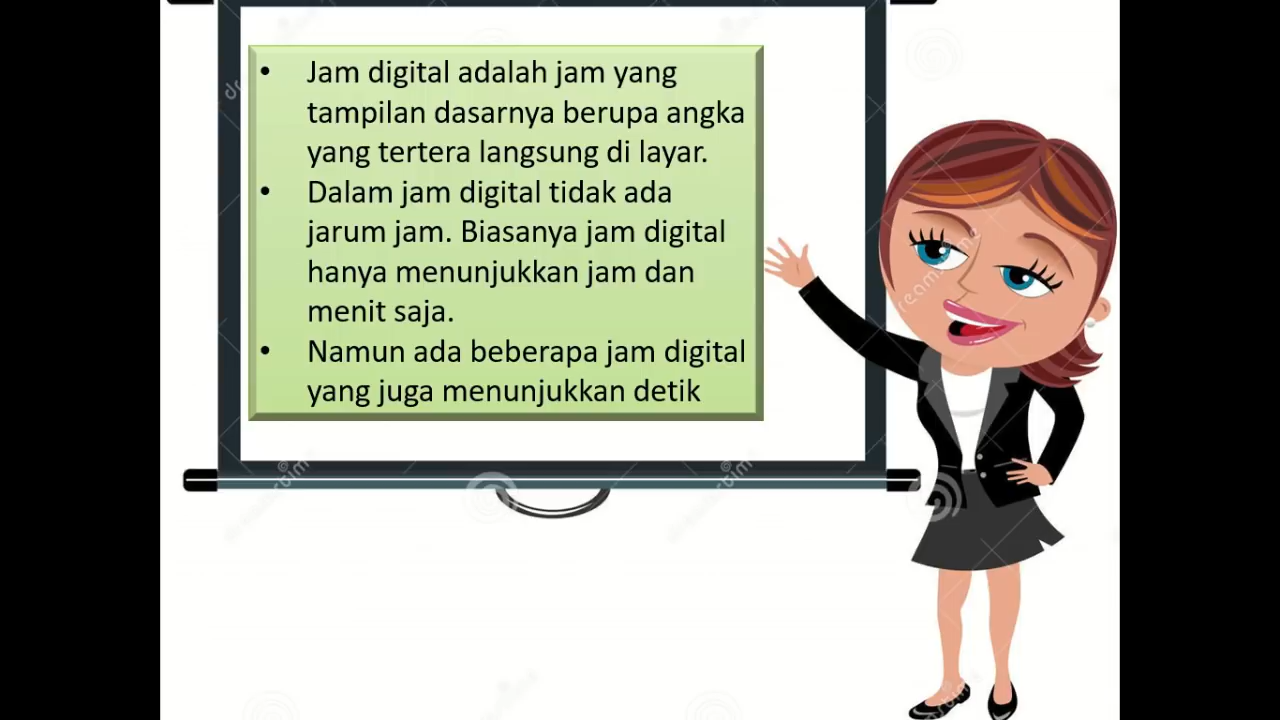 • Jam digital adalah jam yang
tampilan dasarnya berupa angka
yang tertera langsung di layar.
• Dalam jam digital tidak ada
jarum jam. Biasanya jam digital
hanya menunjukkan jam dan
menit saja.
• Namun ada beberapa jam digital
yang juga menunjukkan detik